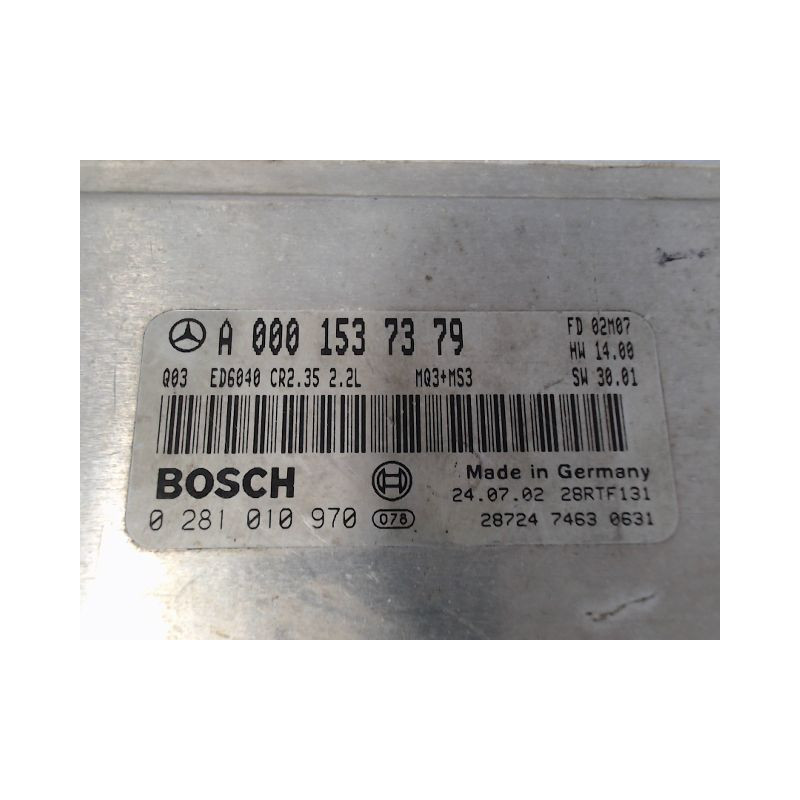 A 000 153 73 79
FD 02M07
HW 14.00
Q03 ED6040 CR2.35 2.2L MQ3+MS3 SW 30.01
BOSCH
Made in Germany
24.07.02 28RTF131
0 281 010 970 078
28724 7463 0631